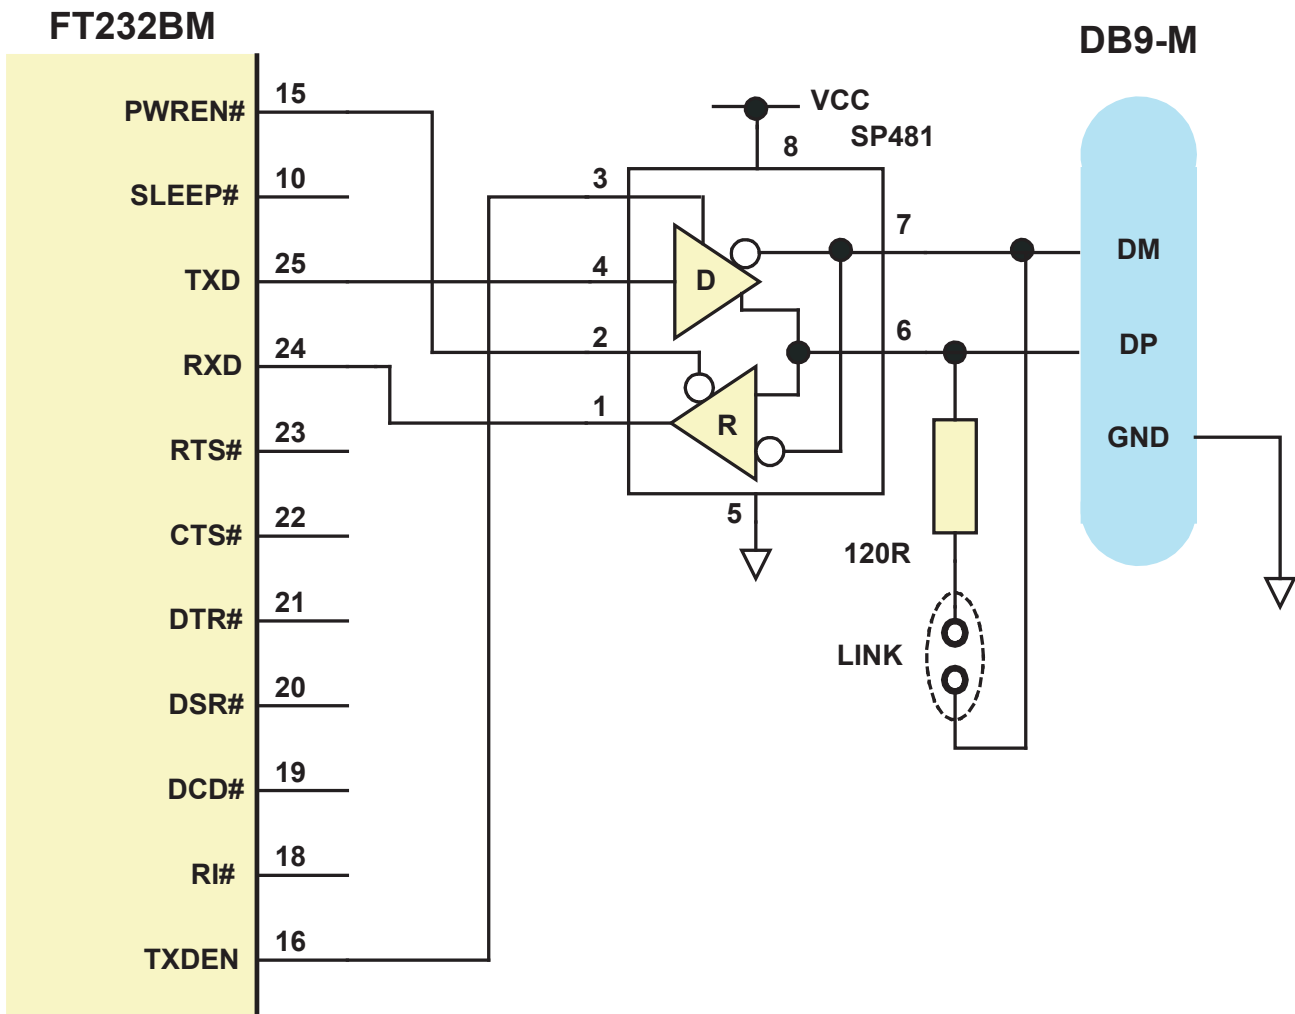 FT232BM
DB9-M
PWREN# 15
SLEEP# 10
TXD 25
RXD 24
RTS# 23
CTS# 22
DTR# 21
DSR# 20
DCD# 19
RI# 18
TXDEN 16
VCC
SP481
8
3
4
2
1
D
R
5
7
6
120R
LINK
DM
DP
GND